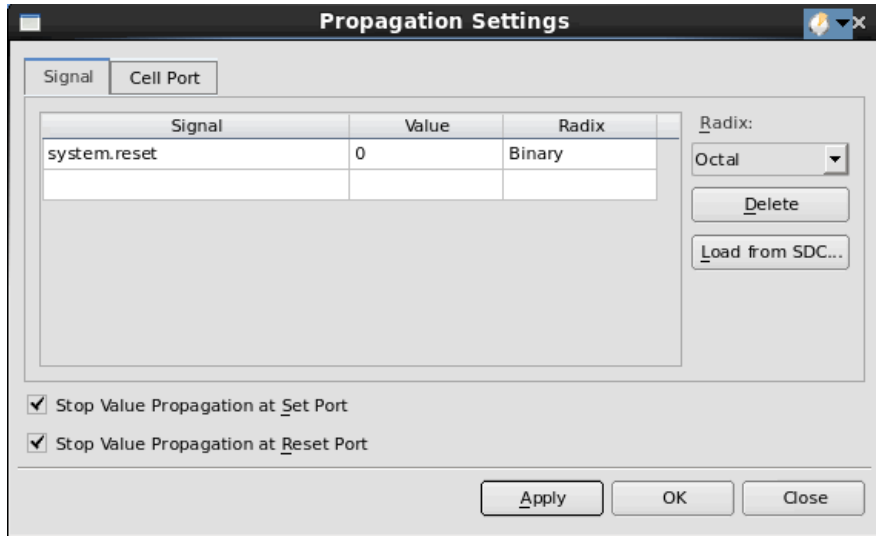 Propagation Settings
Signal
Cell Port
Signal Value Radix
system.reset 0 Binary
Radix:
Octal
Delete
Load from SDC...
Stop Value Propagation at Set Port
Stop Value Propagation at Reset Port
Apply OK Close